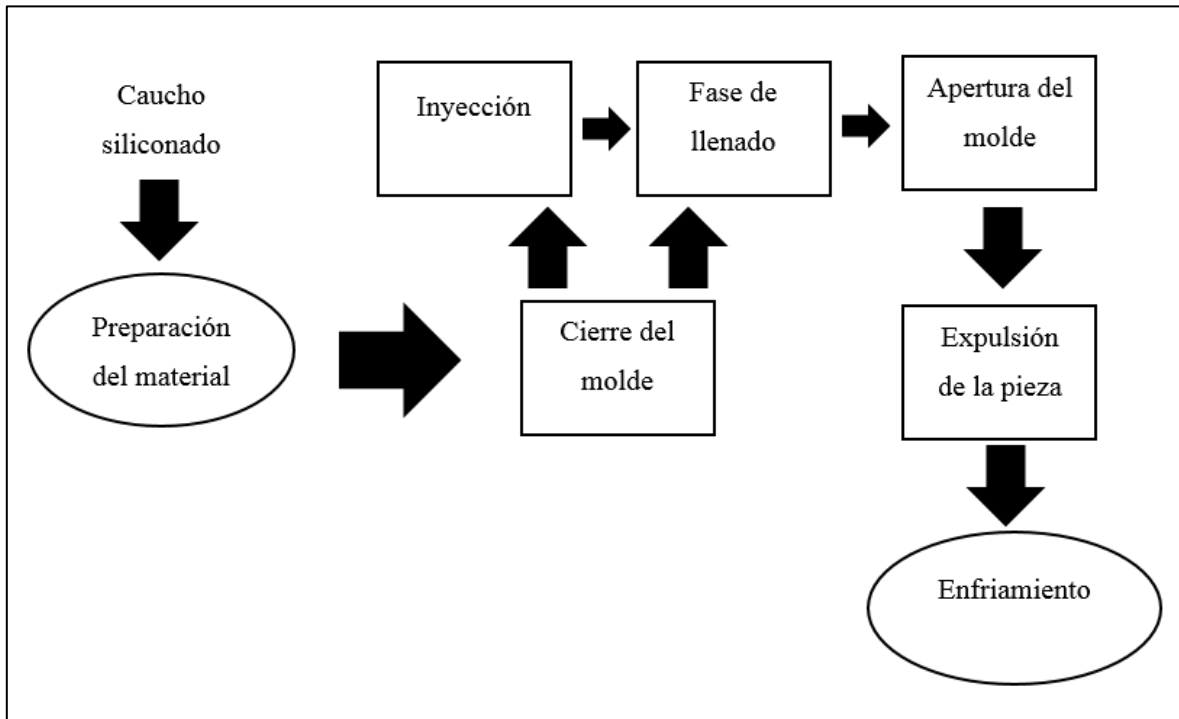 Caucho
siliconado
Preparación
del material
Cierre del
molde
Inyección
Fase de
llenado
Apertura del
molde
Expulsión
de la pieza
Enfriamiento